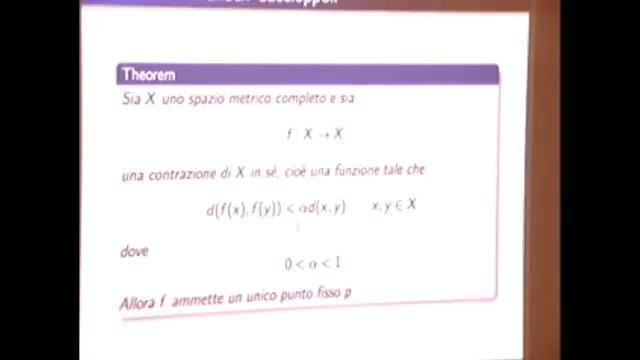 Theorem
Sia X uno spazio metrico completo e sia
f : X → X
una contrazione di X in sé, cioè una funzione tale che
d(f(x), f(y)) < αd(x, y) x, y ∈ X
dove
0 < α < 1
Allora f ammette un unico punto fisso p